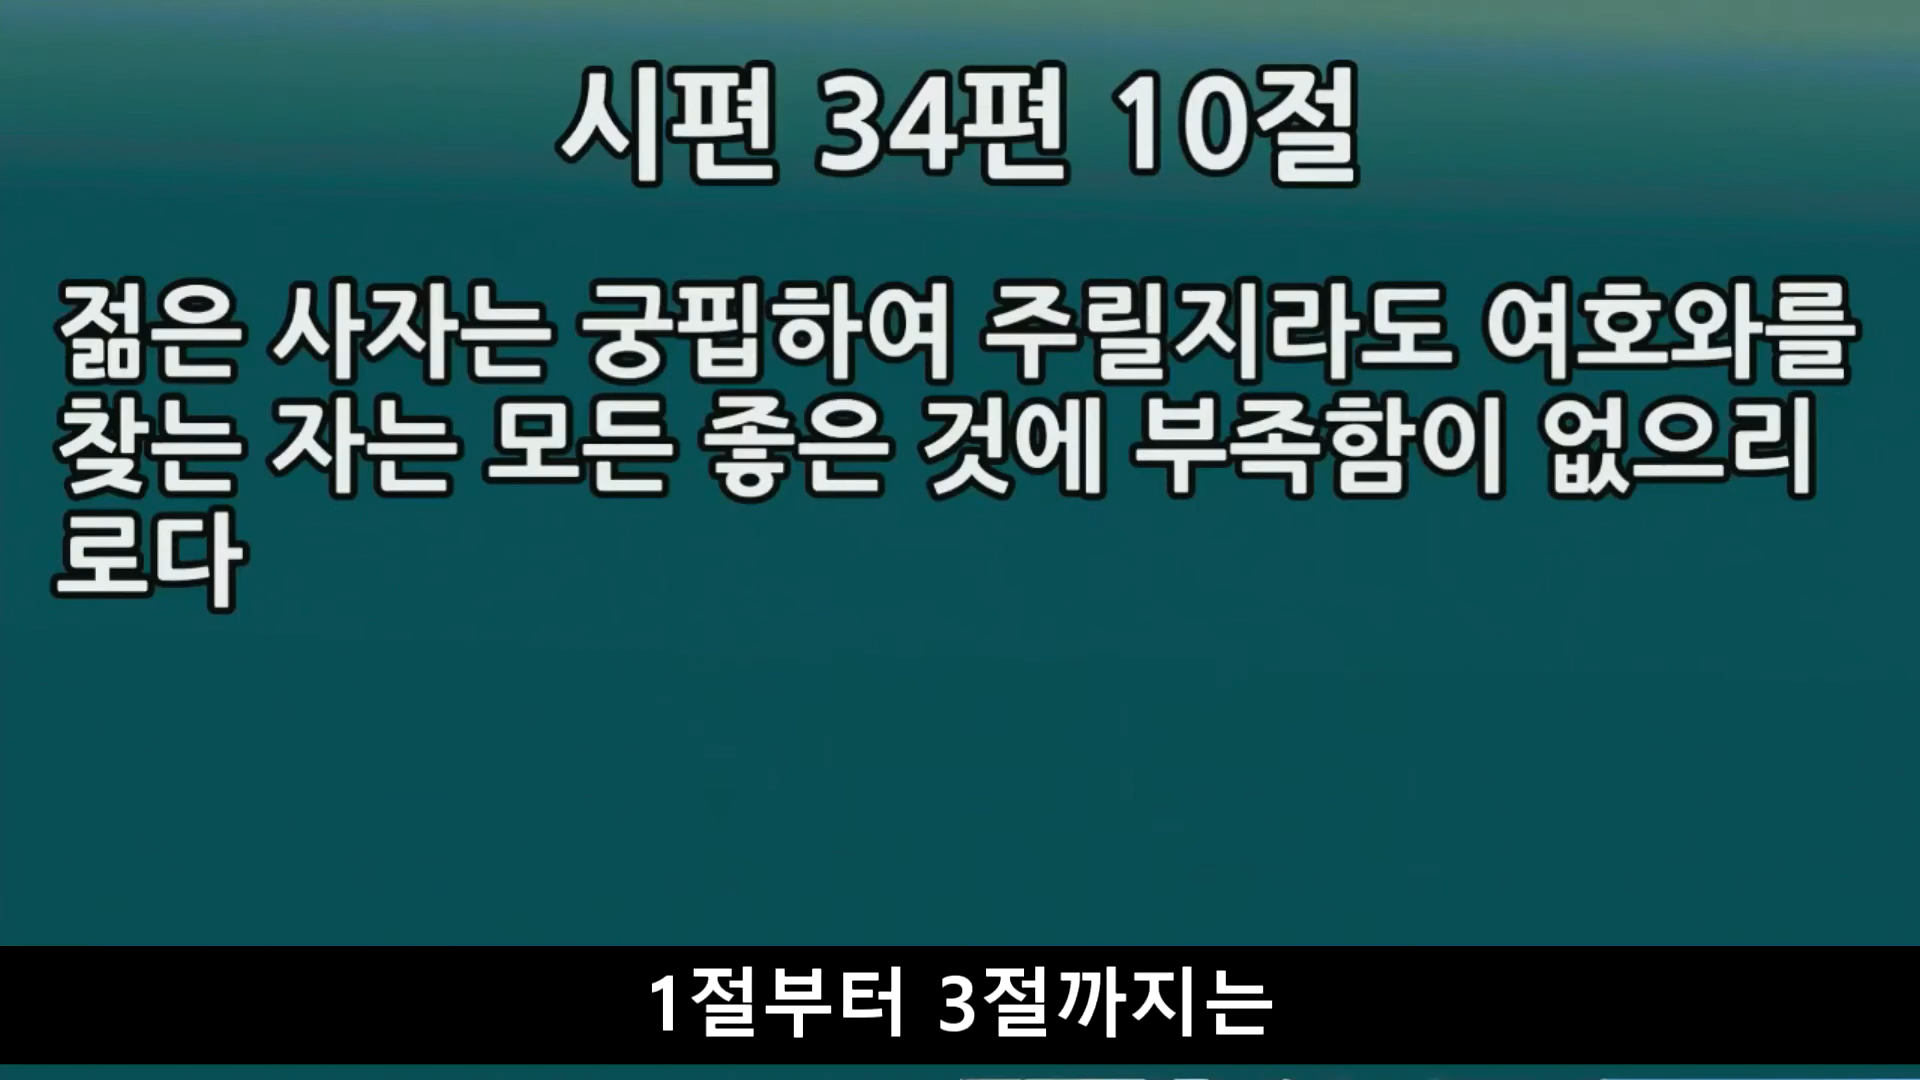 시편 34편 10절
젊은 사자는 궁핍하여 주릴지라도 여호와를
찾는 자는 모든 좋은 것에 부족함이 없으리
로다
1절부터 3절까지는